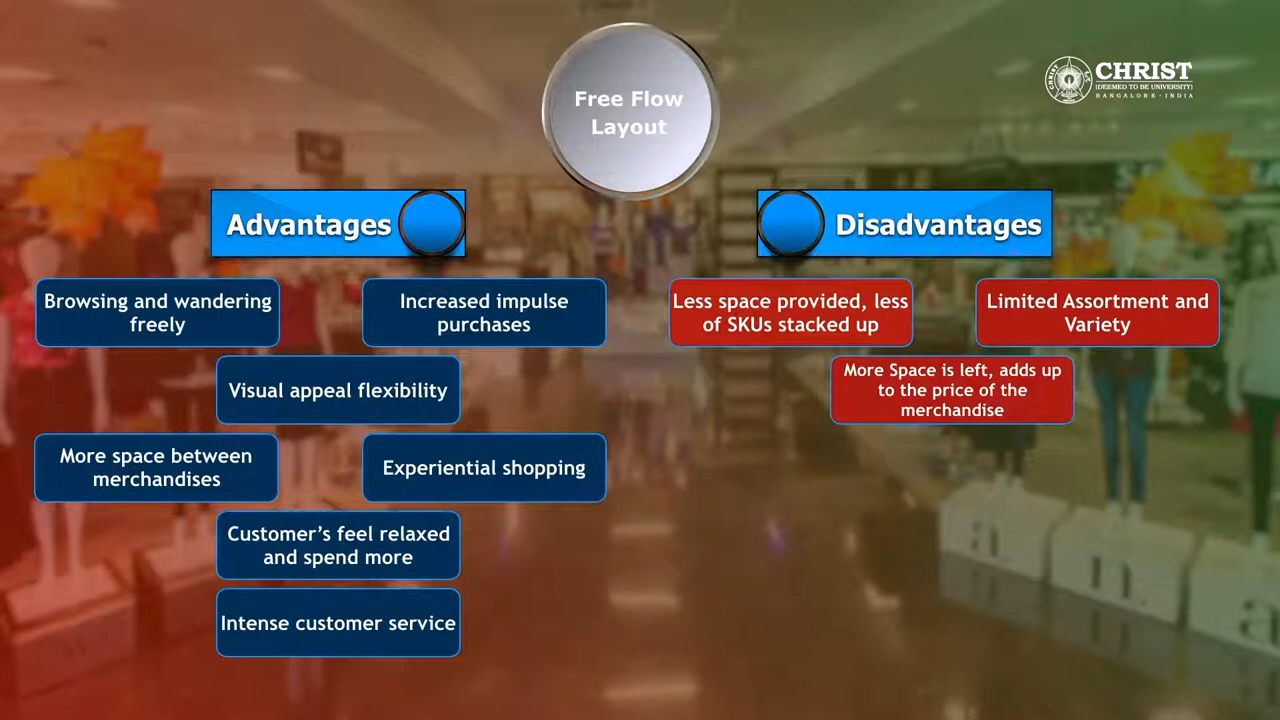 Free Flow
Layout
CHRIST
(DEEMED TO BE UNIVERSITY)
BANGALORE · INDIA
Advantages
Disadvantages
Browsing and wandering
freely
Increased impulse
purchases
Less space provided, less
of SKUs stacked up
Limited Assortment and
Variety
Visual appeal flexibility
More Space is left, adds up
to the price of the
merchandise
More space between
merchandises
Experiential shopping
Customer’s feel relaxed
and spend more
Intense customer service